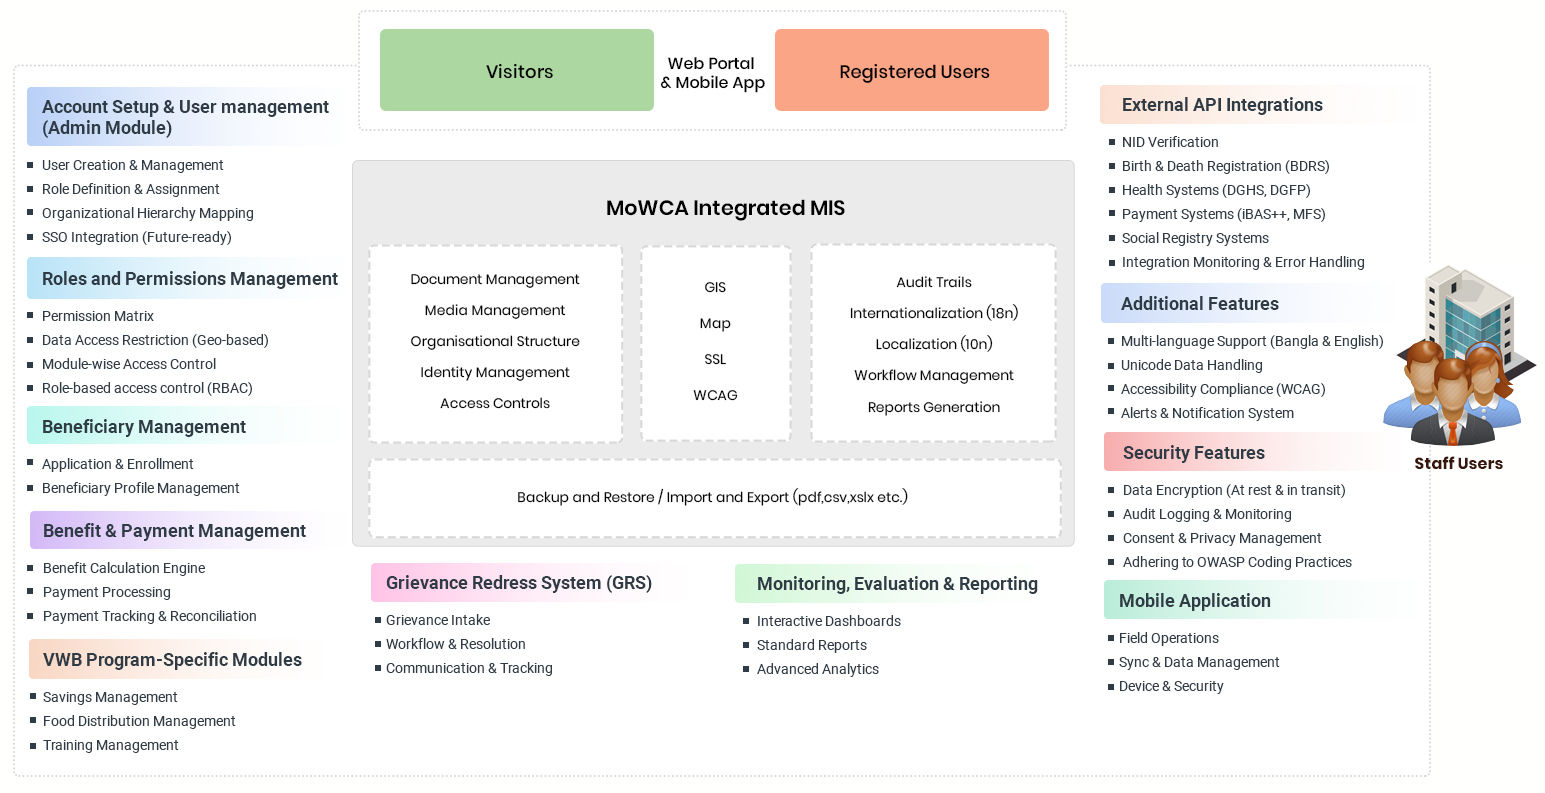 Visitors
Web Portal
& Mobile App
Registered Users
Account Setup & User management
(Admin Module)
User Creation & Management
Role Definition & Assignment
Organizational Hierarchy Mapping
SSO Integration (Future-ready)
Roles and Permissions Management
Permission Matrix
Data Access Restriction (Geo-based)
Module-wise Access Control
Role-based access control (RBAC)
Beneficiary Management
Application & Enrollment
Beneficiary Profile Management
Benefit & Payment Management
Benefit Calculation Engine
Payment Processing
Payment Tracking & Reconciliation
VWB Program-Specific Modules
Savings Management
Food Distribution Management
Training Management
MoWCA Integrated MIS
Document Management
Media Management
Organisational Structure
Identity Management
Access Controls
GIS
Map
SSL
WCAG
Audit Trails
Internationalization (18n)
Localization (10n)
Workflow Management
Reports Generation
Backup and Restore / Import and Export (pdf,csv,xslx etc.)
Grievance Redress System (GRS)
Grievance Intake
Workflow & Resolution
Communication & Tracking
Monitoring, Evaluation & Reporting
Interactive Dashboards
Standard Reports
Advanced Analytics
External API Integrations
NID Verification
Birth & Death Registration (BDRS)
Health Systems (DGHS, DGFP)
Payment Systems (iBAS++, MFS)
Social Registry Systems
Integration Monitoring & Error Handling
Additional Features
Multi-language Support (Bangla & English)
Unicode Data Handling
Accessibility Compliance (WCAG)
Alerts & Notification System
Security Features
Data Encryption (At rest & in transit)
Audit Logging & Monitoring
Consent & Privacy Management
Adhering to OWASP Coding Practices
Mobile Application
Field Operations
Sync & Data Management
Device & Security
Staff Users